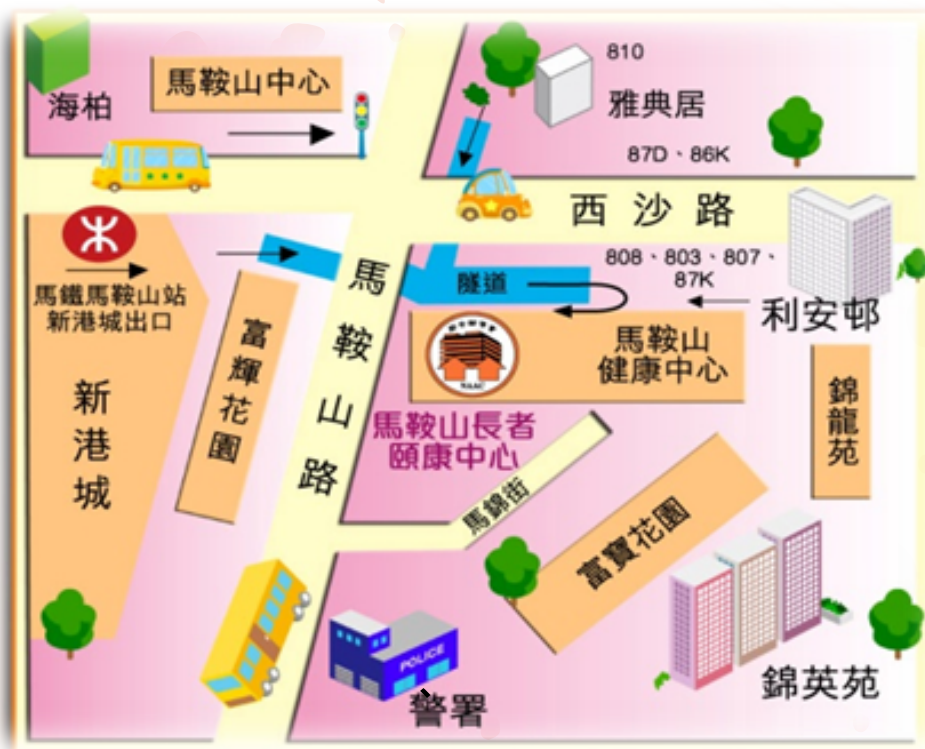 海柏
馬鞍山中心
810
雅典居
87D、86K
西沙路
馬鐵馬鞍山站
新港城出口
新港城
富輝花園
馬鞍山路
隧道
808、803、807、
87K
利安邨
馬鞍山
健康中心
NAAC
馬鞍山長者
頤康中心
馬錦街
錦龍苑
富寶花園
POLICE
警署
錦英苑